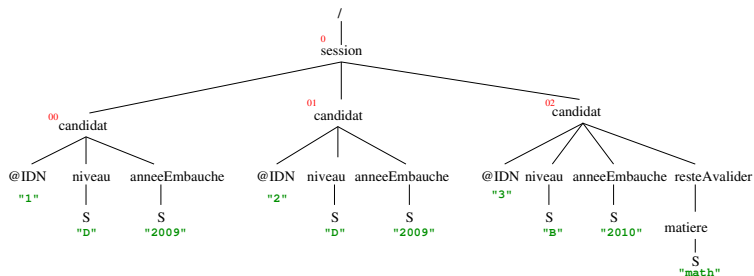 /
0
session
00 01 02
candidat candidat candidat
@IDN niveau anneeEmbauche @IDN niveau anneeEmbauche @IDN niveau anneeEmbauche resteAvalider
"1" "2" "3"
S S S S S S matiere
"D" "2009" "D" "2009" "B" "2010"
S
"math"